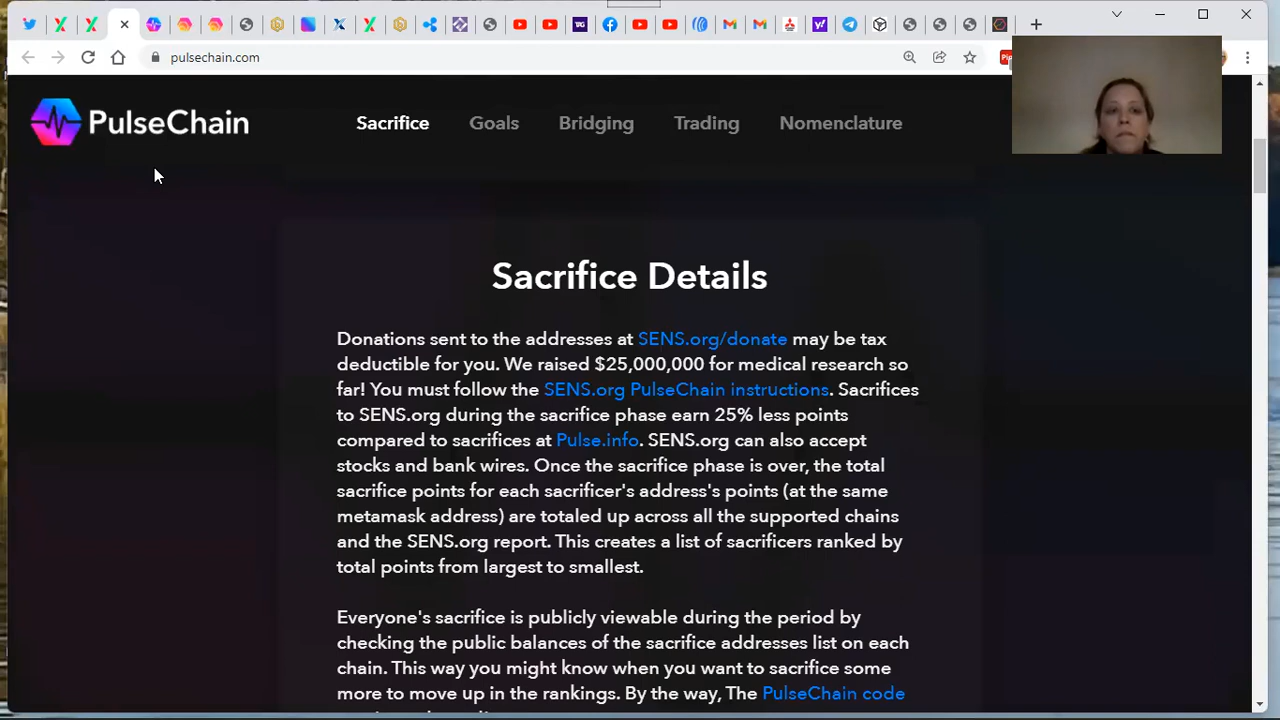 pulsechain.com
PulseChain
Sacrifice Goals Bridging Trading Nomenclature
Sacrifice Details
Donations sent to the addresses at SENS.org/donate may be tax
deductible for you. We raised $25,000,000 for medical research so
far! You must follow the SENS.org PulseChain instructions. Sacrifices
to SENS.org during the sacrifice phase earn 25% less points
compared to sacrifices at Pulse.info. SENS.org can also accept
stocks and bank wires. Once the sacrifice phase is over, the total
sacrifice points for each sacrificer's address's points (at the same
metamask address) are totaled up across all the supported chains
and the SENS.org report. This creates a list of sacrificers ranked by
total points from largest to smallest.
Everyone's sacrifice is publicly viewable during the period by
checking the public balances of the sacrifice addresses list on each
chain. This way you might know when you want to sacrifice some
more to move up in the rankings. By the way, The PulseChain code